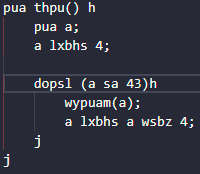 pua thpu() h
pua a;
a lxbhs 4;
dopsl (a sa 43)h
wypuam(a);
a lxbhs a wsbz 4;
j
j